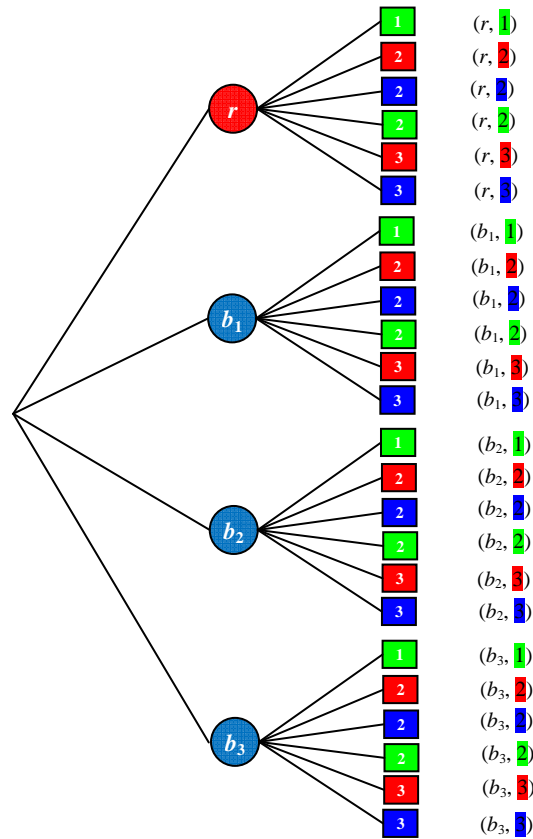 1 (r, 1)
2 (r, 2)
2 (r, 2)
r
2 (r, 2)
3 (r, 3)
3 (r, 3)
1 (b₁, 1)
2 (b₁, 2)
2 (b₁, 2)
b₁
2 (b₁, 2)
3 (b₁, 3)
3 (b₁, 3)
1 (b₂, 1)
2 (b₂, 2)
2 (b₂, 2)
b₂
2 (b₂, 2)
3 (b₂, 3)
3 (b₂, 3)
1 (b₃, 1)
2 (b₃, 2)
2 (b₃, 2)
b₃
2 (b₃, 2)
3 (b₃, 3)
3 (b₃, 3)